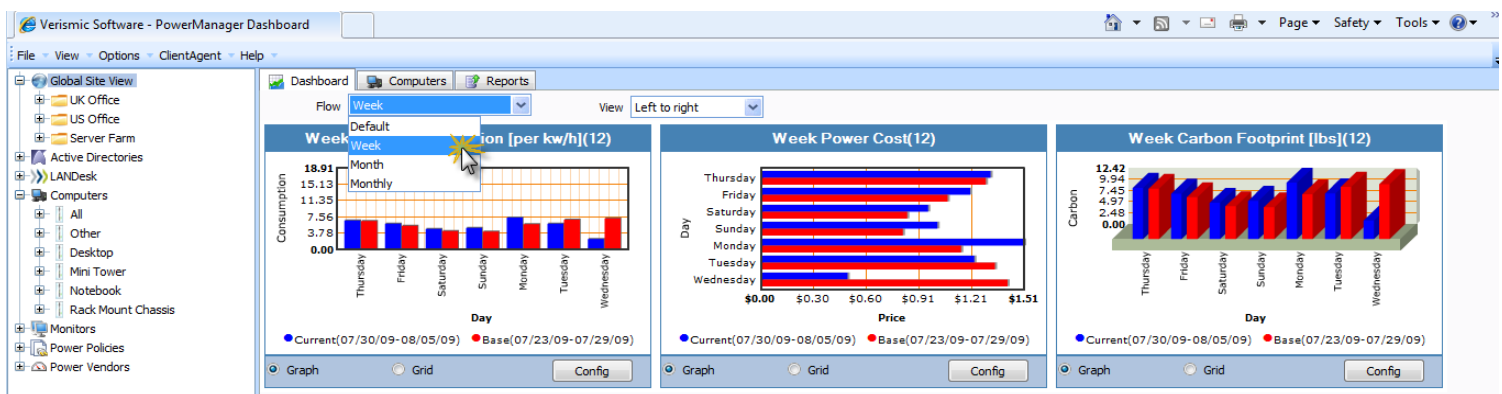 Verismic Software - PowerManager Dashboard
Page Safety Tools
File View Options ClientAgent Help
Global Site View
UK Office
US Office
Server Farm
Active Directories
LANDesk
Computers
All
Other
Desktop
Mini Tower
Notebook
Rack Mount Chassis
Monitors
Power Policies
Power Vendors
Dashboard Computers Reports
Flow Week View Left to right
Default
Week
Month
Monthly
Week ion [per kw/h](12)
18.91
15.13
11.35
7.56
3.78
0.00
Consumption
Thursday Friday Saturday Sunday Monday Tuesday Wednesday
Day
Current(07/30/09-08/05/09) Base(07/23/09-07/29/09)
Graph Grid Config
Week Power Cost(12)
Day
Thursday
Friday
Saturday
Sunday
Monday
Tuesday
Wednesday
$0.00 $0.30 $0.60 $0.91 $1.21 $1.51
Price
Current(07/30/09-08/05/09) Base(07/23/09-07/29/09)
Graph Grid Config
Week Carbon Footprint [lbs](12)
12.42
9.94
7.45
4.97
2.48
0.00
Carbon
Thursday Friday Saturday Sunday Monday Tuesday Wednesday
Day
Current(07/30/09-08/05/09) Base(07/23/09-07/29/09)
Graph Grid Config